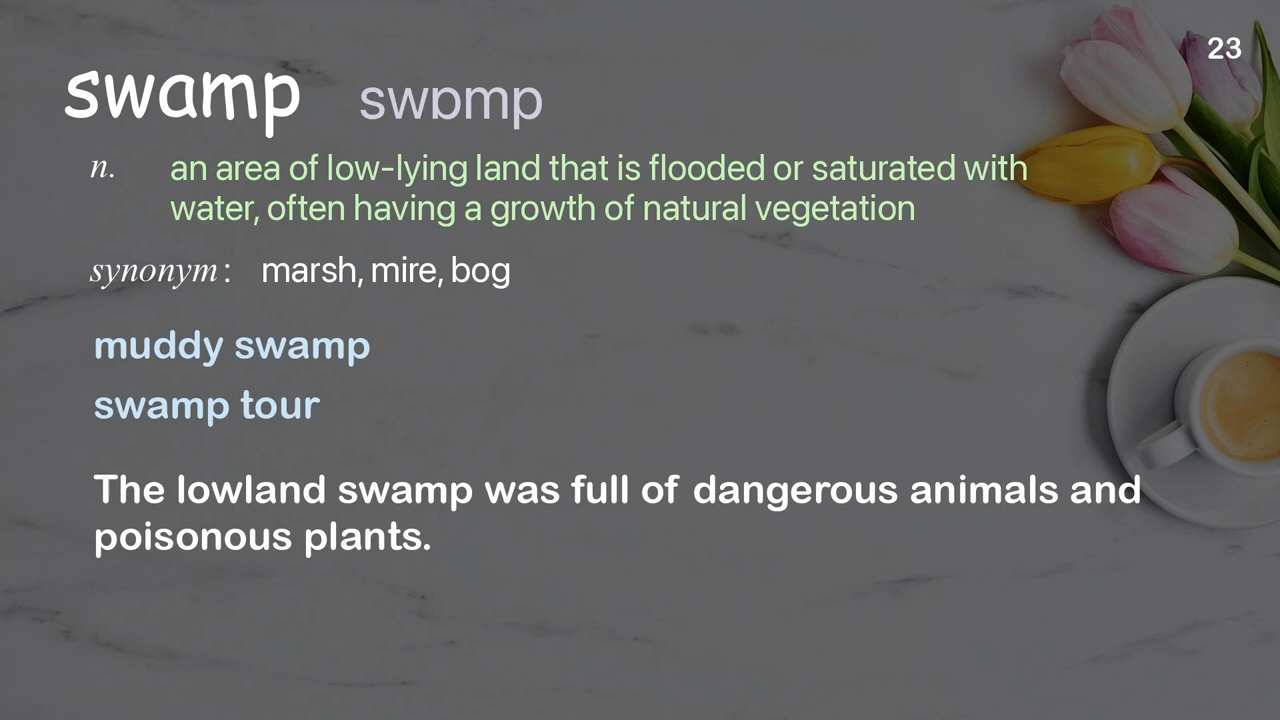 23
swamp swɒmp
n. an area of low-lying land that is flooded or saturated with
water, often having a growth of natural vegetation
synonym: marsh, mire, bog
muddy swamp
swamp tour
The lowland swamp was full of dangerous animals and
poisonous plants.